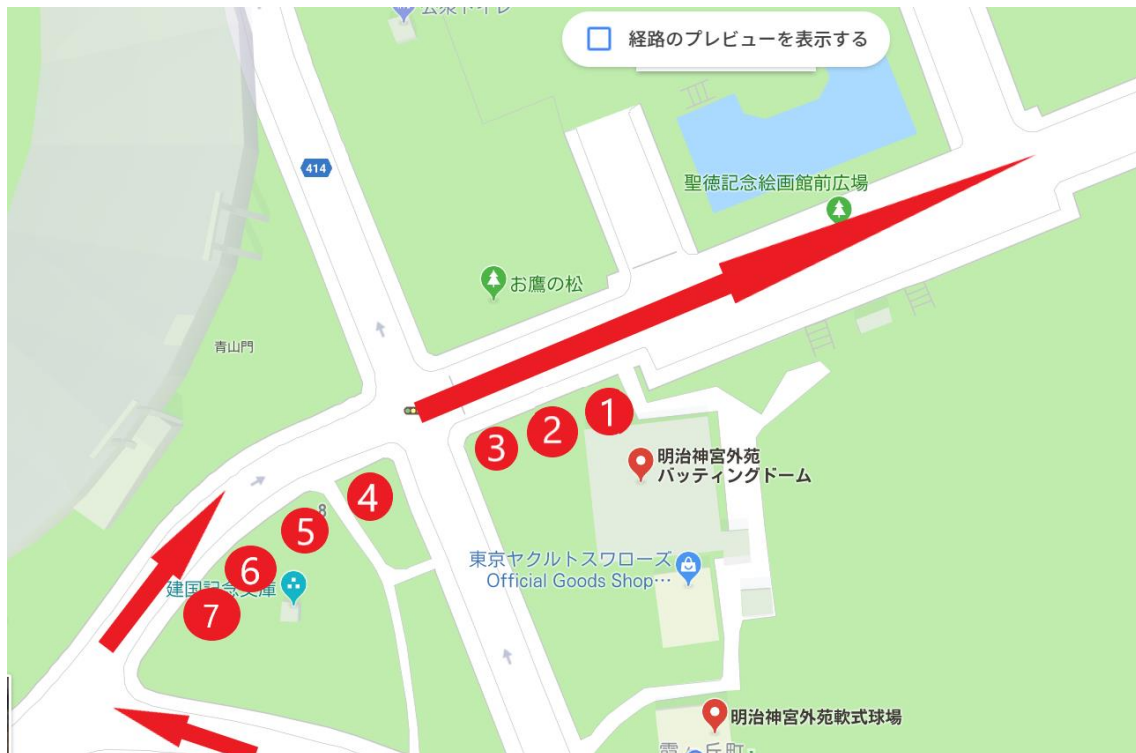 経路のプレビューを表示する
414
聖徳記念絵画館前広場
お鷹の松
青山門
1
2
3
明治神宮外苑
バッティングドーム
4
8
5
東京ヤクルトスワローズ
Official Goods Shop…
6
建国記念文庫
7
明治神宮外苑軟式球場